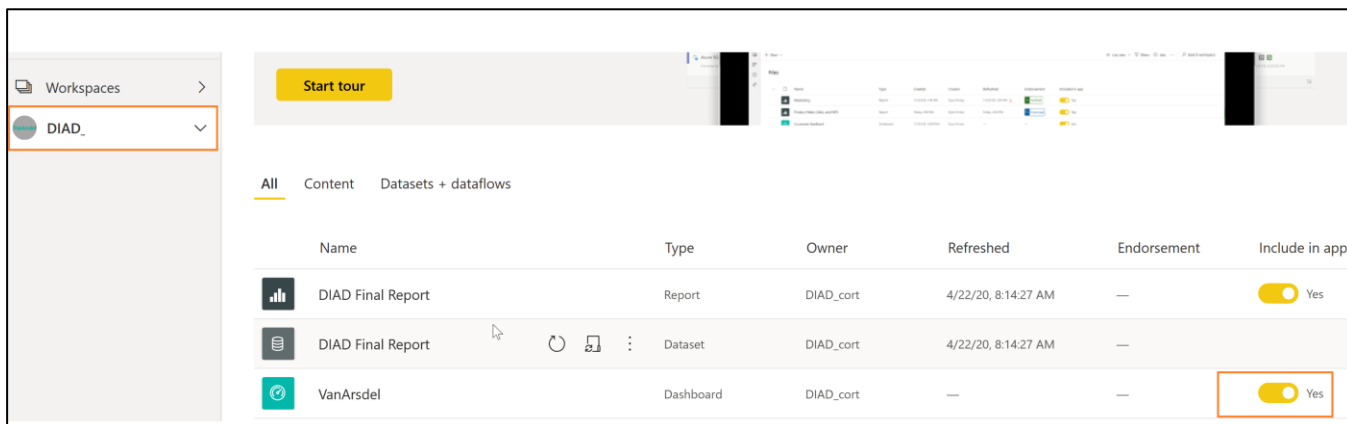 Workspaces
DIAD_
Start tour
Files
All Content Datasets + dataflows
Name Type Owner Refreshed Endorsement Include in app
DIAD Final Report Report DIAD_cort 4/22/20, 8:14:27 AM — Yes
DIAD Final Report Dataset DIAD_cort 4/22/20, 8:14:27 AM —
VanArsdel Dashboard DIAD_cort — — Yes